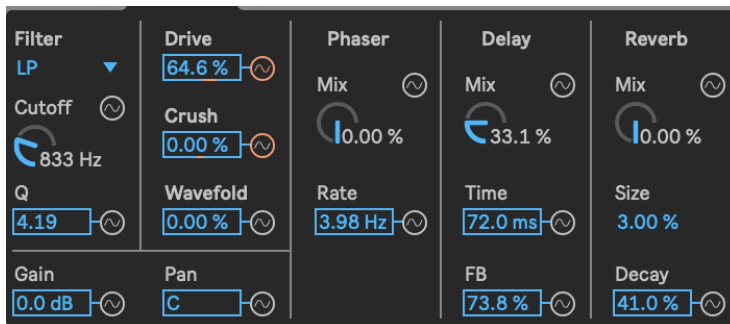 Filter
LP
Cutoff
833 Hz
Q
4.19
Gain
0.0 dB
Drive
64.6 %
Crush
0.00 %
Wavefold
0.00 %
Pan
C
Phaser
Mix
0.00 %
Rate
3.98 Hz
Delay
Mix
33.1 %
Time
72.0 ms
FB
73.8 %
Reverb
Mix
0.00 %
Size
3.00 %
Decay
41.0 %